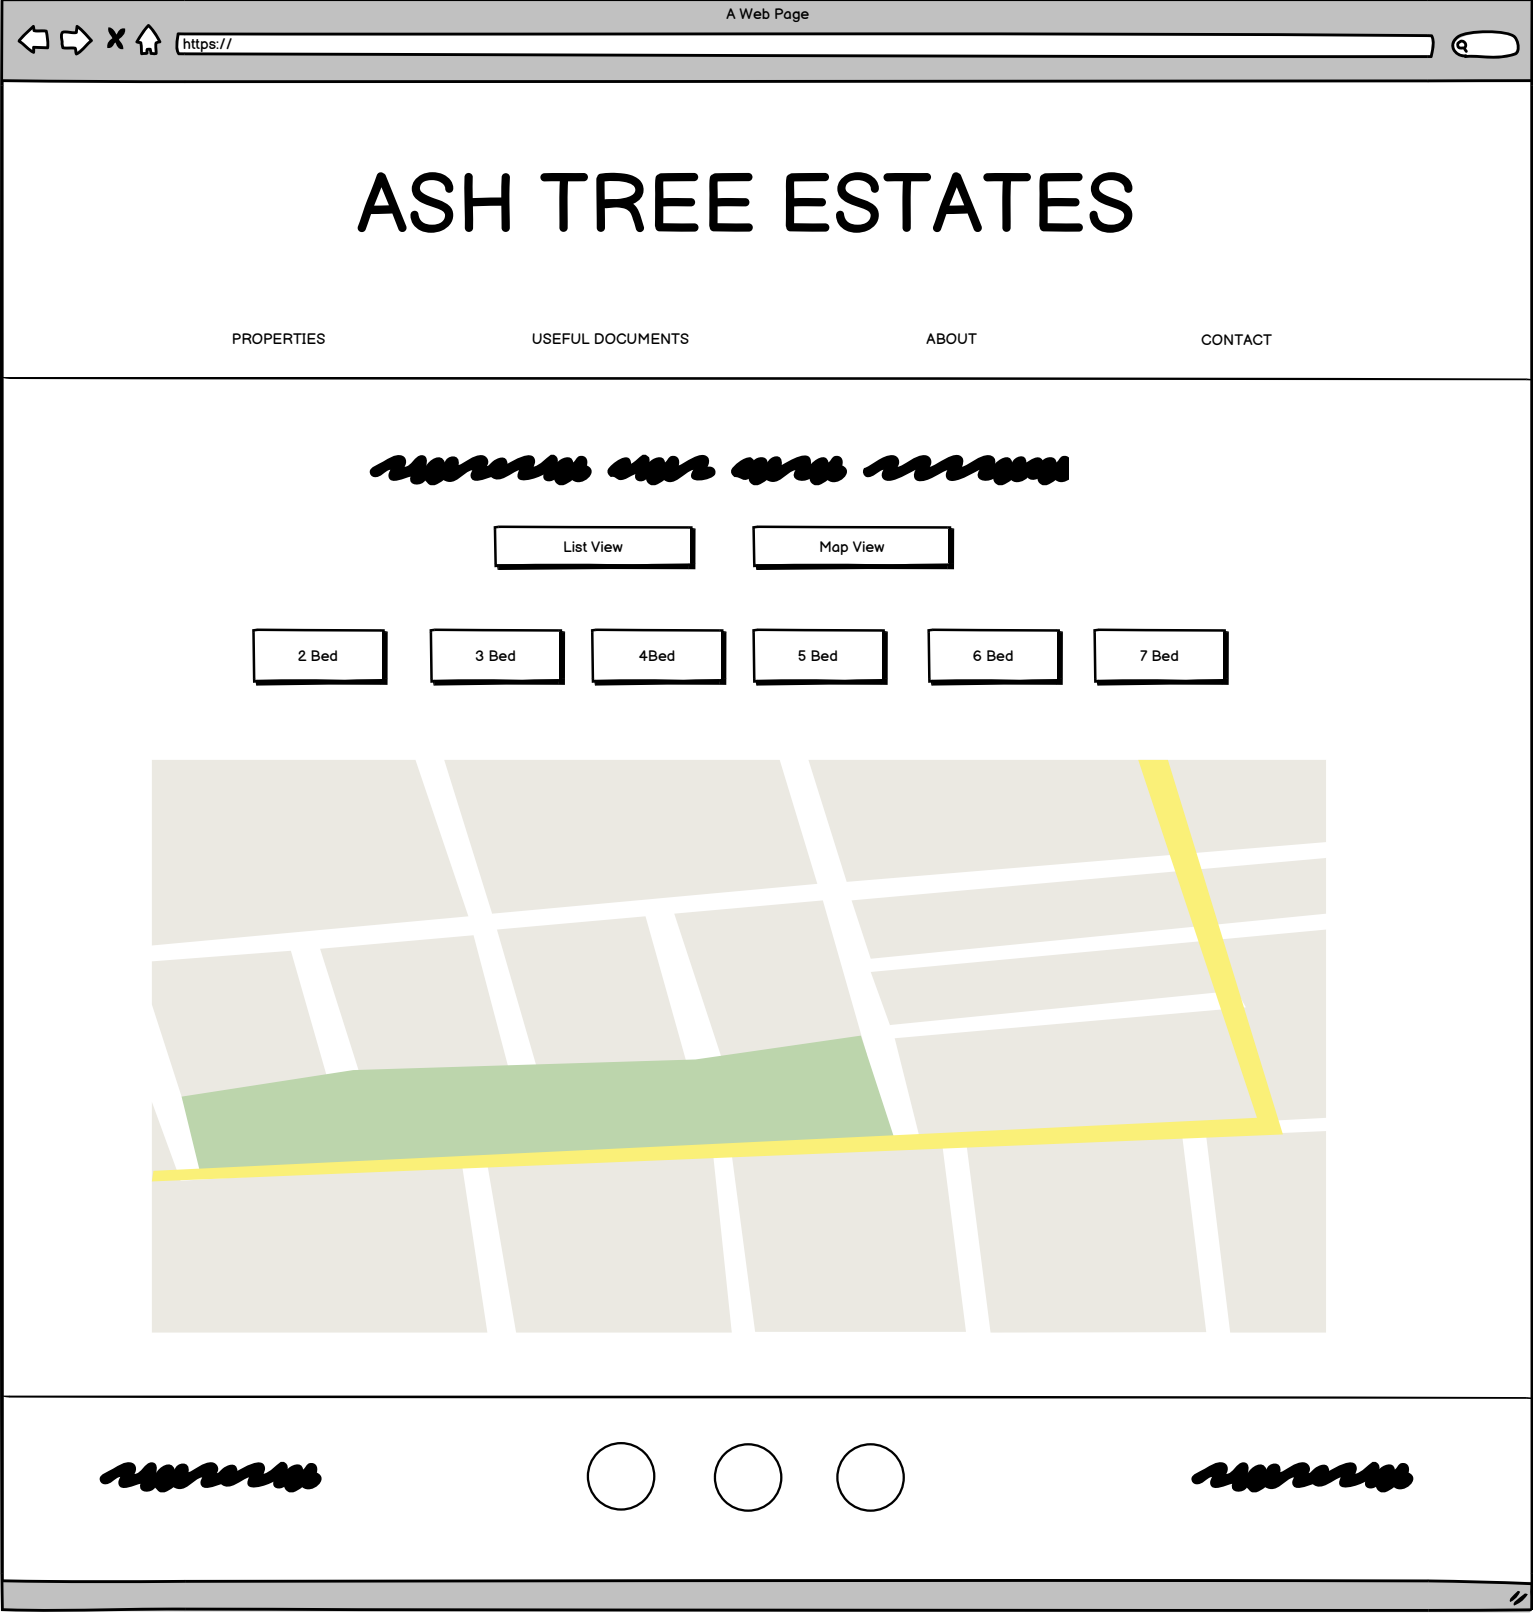 A Web Page
https://
ASH TREE ESTATES
PROPERTIES USEFUL DOCUMENTS ABOUT CONTACT
List View Map View
2 Bed 3 Bed 4Bed 5 Bed 6 Bed 7 Bed